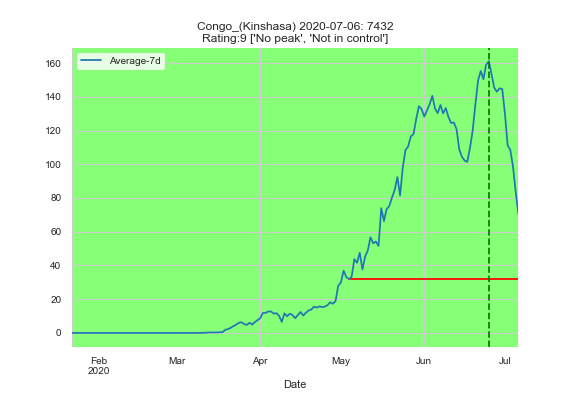 Congo_(Kinshasa) 2020-07-06: 7432
Rating:9 ['No peak', 'Not in control']
Average-7d
160
140
120
100
80
60
40
20
0
Feb Mar Apr May Jun Jul
2020
Date